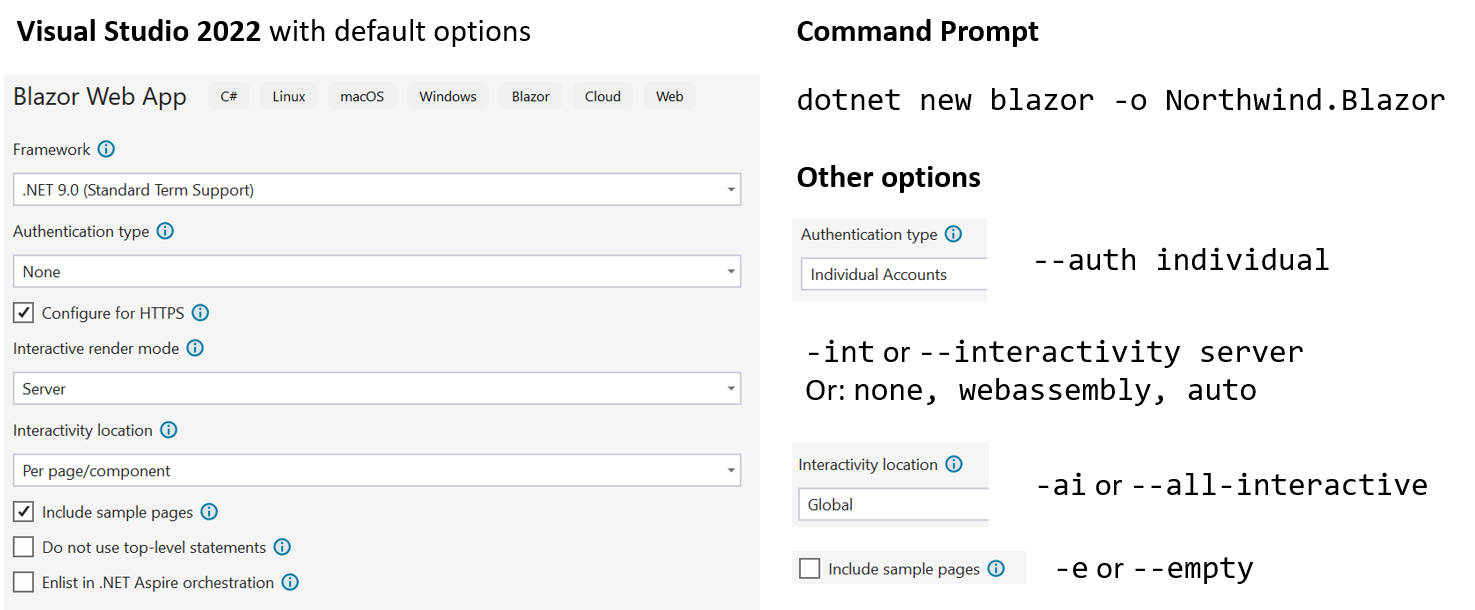 Visual Studio 2022 with default options
Blazor Web App C# Linux macOS Windows Blazor Cloud Web
Framework
.NET 9.0 (Standard Term Support)
Authentication type
None
Configure for HTTPS
Interactive render mode
Server
Interactivity location
Per page/component
Include sample pages
Do not use top-level statements
Enlist in .NET Aspire orchestration
Command Prompt
dotnet new blazor -o Northwind.Blazor
Other options
Authentication type
Individual Accounts
--auth individual
-int or --interactivity server
Or: none, webassembly, auto
Interactivity location
Global
-ai or --all-interactive
Include sample pages
-e or --empty